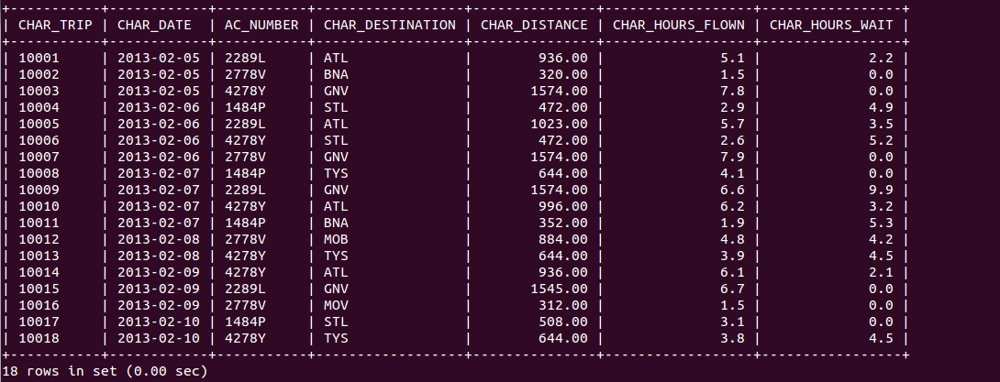 +-----------+------------+-----------+------------------+---------------+------------------+-----------------+
| CHAR_TRIP | CHAR_DATE  | AC_NUMBER | CHAR_DESTINATION | CHAR_DISTANCE | CHAR_HOURS_FLOWN | CHAR_HOURS_WAIT |
+-----------+------------+-----------+------------------+---------------+------------------+-----------------+
| 10001     | 2013-02-05 | 2289L     | ATL              |        936.00 |              5.1 |             2.2 |
| 10002     | 2013-02-05 | 2778V     | BNA              |        320.00 |              1.5 |             0.0 |
| 10003     | 2013-02-05 | 4278Y     | GNV              |       1574.00 |              7.8 |             0.0 |
| 10004     | 2013-02-06 | 1484P     | STL              |        472.00 |              2.9 |             4.9 |
| 10005     | 2013-02-06 | 2289L     | ATL              |       1023.00 |              5.7 |             3.5 |
| 10006     | 2013-02-06 | 4278Y     | STL              |        472.00 |              2.6 |             5.2 |
| 10007     | 2013-02-06 | 2778V     | GNV              |       1574.00 |              7.9 |             0.0 |
| 10008     | 2013-02-07 | 1484P     | TYS              |        644.00 |              4.1 |             0.0 |
| 10009     | 2013-02-07 | 2289L     | GNV              |       1574.00 |              6.6 |             9.9 |
| 10010     | 2013-02-07 | 4278Y     | ATL              |        996.00 |              6.2 |             3.2 |
| 10011     | 2013-02-07 | 1484P     | BNA              |        352.00 |              1.9 |             5.3 |
| 10012     | 2013-02-08 | 2778V     | MOB              |        884.00 |              4.8 |             4.2 |
| 10013     | 2013-02-08 | 4278Y     | TYS              |        644.00 |              3.9 |             4.5 |
| 10014     | 2013-02-09 | 4278Y     | ATL              |        936.00 |              6.1 |             2.1 |
| 10015     | 2013-02-09 | 2289L     | GNV              |       1545.00 |              6.7 |             0.0 |
| 10016     | 2013-02-09 | 2778V     | MOV              |        312.00 |              1.5 |             0.0 |
| 10017     | 2013-02-10 | 1484P     | STL              |        508.00 |              3.1 |             0.0 |
| 10018     | 2013-02-10 | 4278Y     | TYS              |        644.00 |              3.8 |             4.5 |
+-----------+------------+-----------+------------------+---------------+------------------+-----------------+
18 rows in set (0.00 sec)